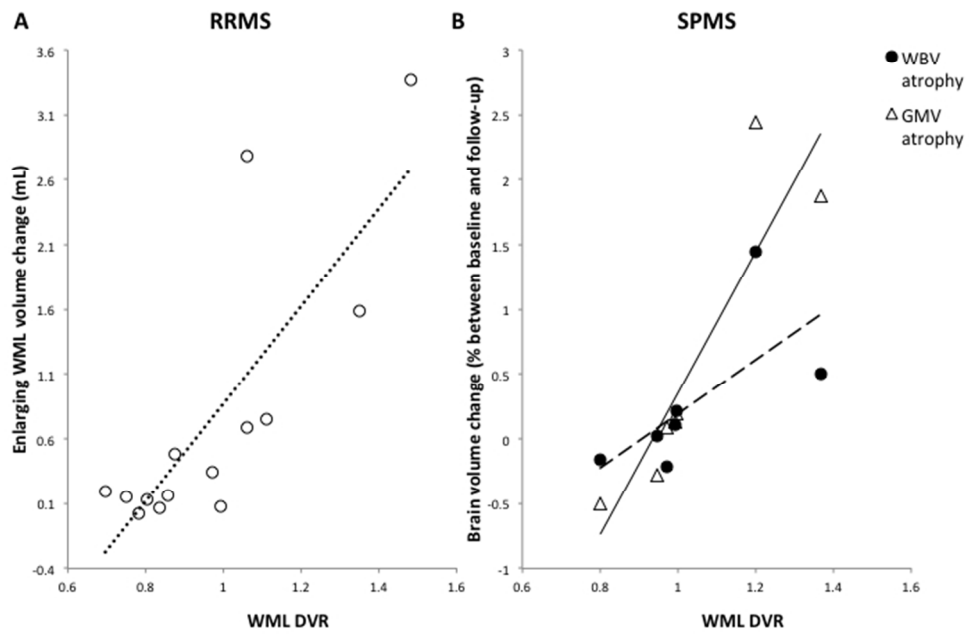 A
RRMS
Enlarging WML volume change (mL)
3.6
3.1
2.6
2.1
1.6
1.1
0.6
0.1
-0.4
0.6
0.8
1
1.2
1.4
1.6
WML DVR
B
SPMS
Brain volume change (% between baseline and follow-up)
3
2.5
2
1.5
1
0.5
0
-0.5
-1
0.6
0.8
1
1.2
1.4
1.6
WML DVR
WBV
atrophy
GMV
atrophy